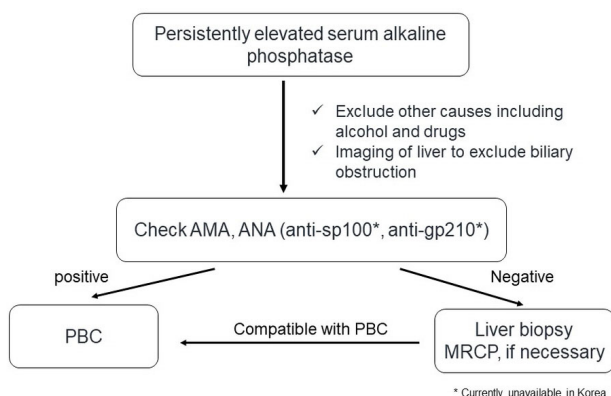 Persistently elevated serum alkaline
phosphatase
✓ Exclude other causes including
alcohol and drugs
✓ Imaging of liver to exclude biliary
obstruction
Check AMA, ANA (anti-sp100*, anti-gp210*)
positive
Negative
PBC
Compatible with PBC
Liver biopsy
MRCP, if necessary
* Currently unavailable in Korea